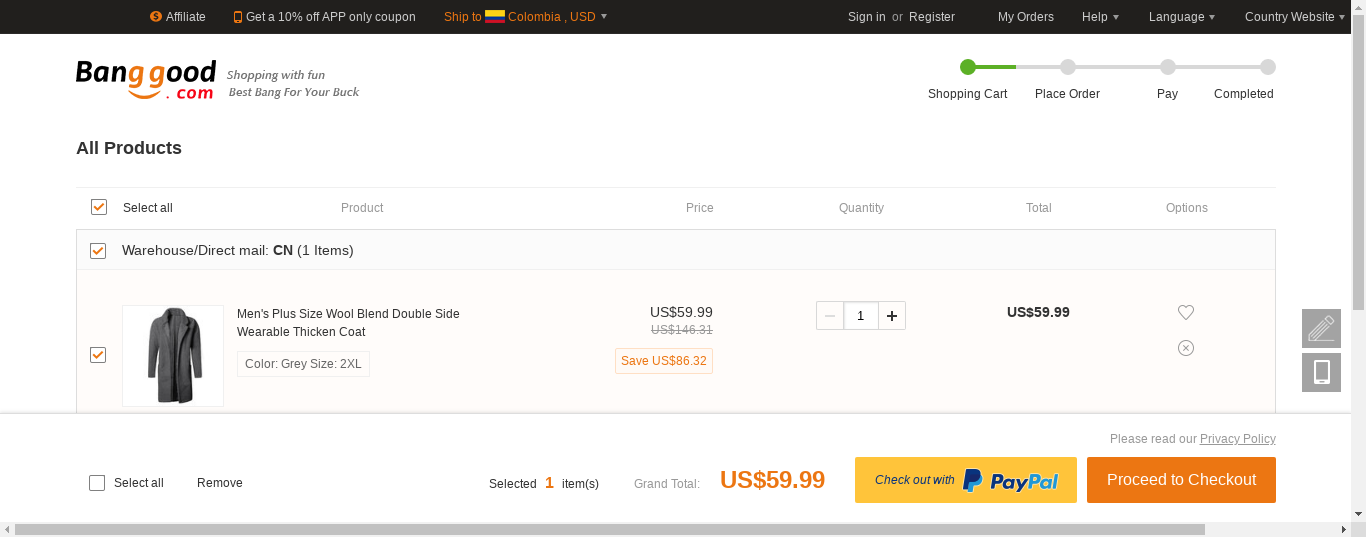 Affiliate
Get a 10% off APP only coupon
Ship to Colombia , USD
Sign in or Register
My Orders
Help
Language
Country Website
Banggood.com
Shopping with fun
Best Bang For Your Buck
Shopping Cart
Place Order
Pay
Completed
All Products
Select all
Product
Price
Quantity
Total
Options
Warehouse/Direct mail: CN (1 Items)
Men's Plus Size Wool Blend Double Side
Wearable Thicken Coat
Color: Grey Size: 2XL
US$59.99
US$146.31
Save US$86.32
1
US$59.99
Please read our Privacy Policy
Select all
Remove
Selected 1 item(s)
Grand Total: US$59.99
Check out with PayPal
Proceed to Checkout